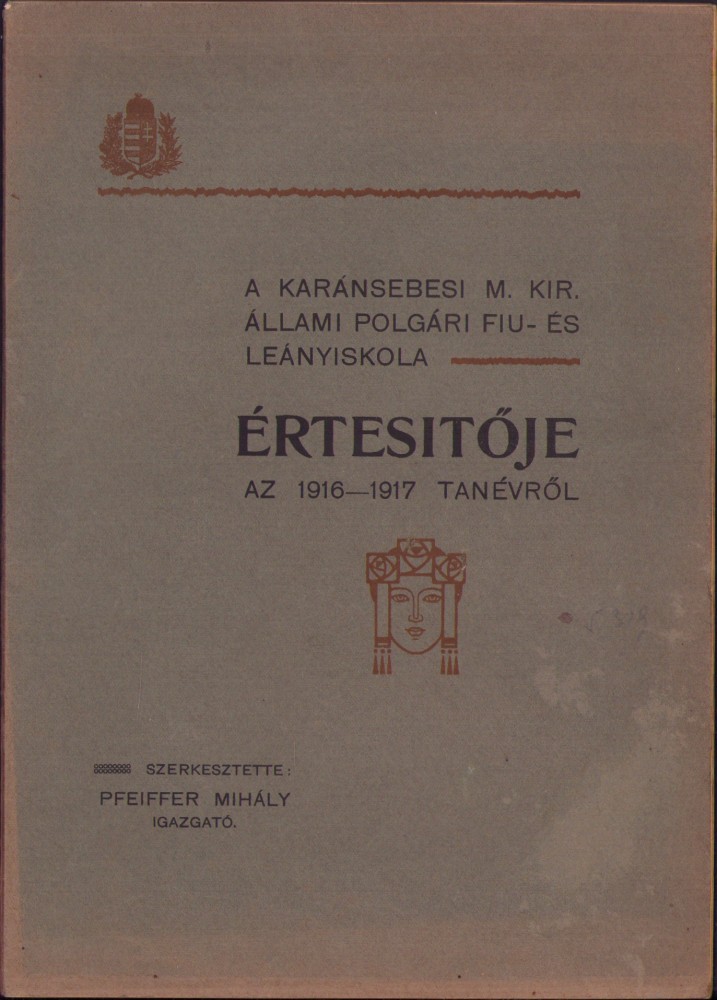 A KARÁNSEBESI M. KIR.
ÁLLAMI POLGÁRI FIU- ÉS
LEÁNYISKOLA
ÉRTESITŐJE
AZ 1916—1917 TANÉVRŐL
SZERKESZTETTE:
PFEIFFER MIHÁLY
IGAZGATÓ.